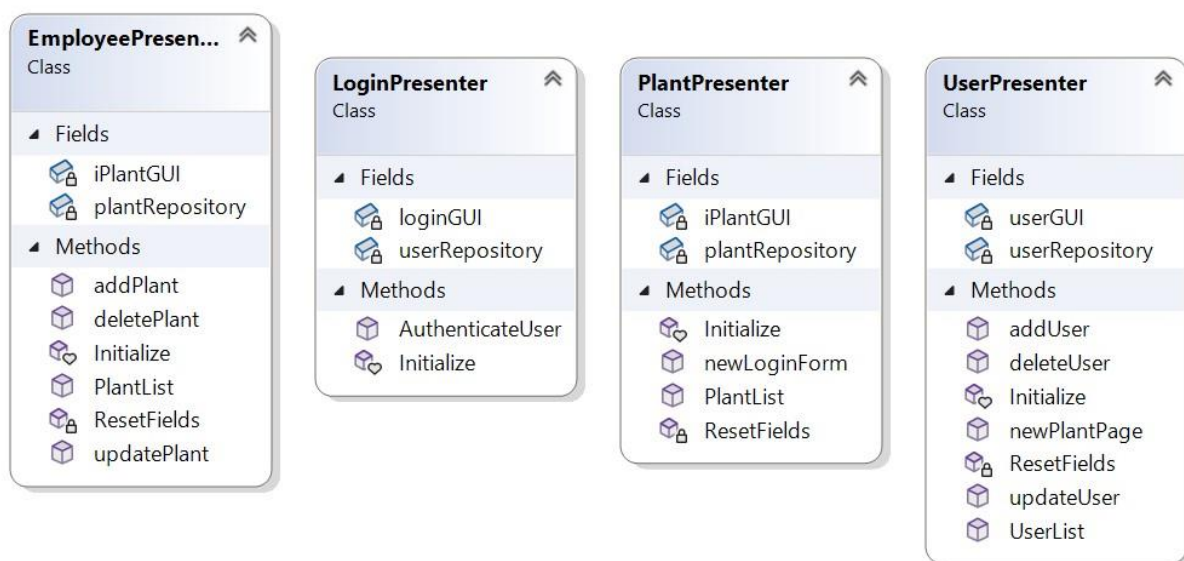 EmployeePresen...
Class
Fields
iPlantGUI
plantRepository
Methods
addPlant
deletePlant
Initialize
PlantList
ResetFields
updatePlant
LoginPresenter
Class
Fields
loginGUI
userRepository
Methods
AuthenticateUser
Initialize
PlantPresenter
Class
Fields
iPlantGUI
plantRepository
Methods
Initialize
newLoginForm
PlantList
ResetFields
UserPresenter
Class
Fields
userGUI
userRepository
Methods
addUser
deleteUser
Initialize
newPlantPage
ResetFields
updateUser
UserList